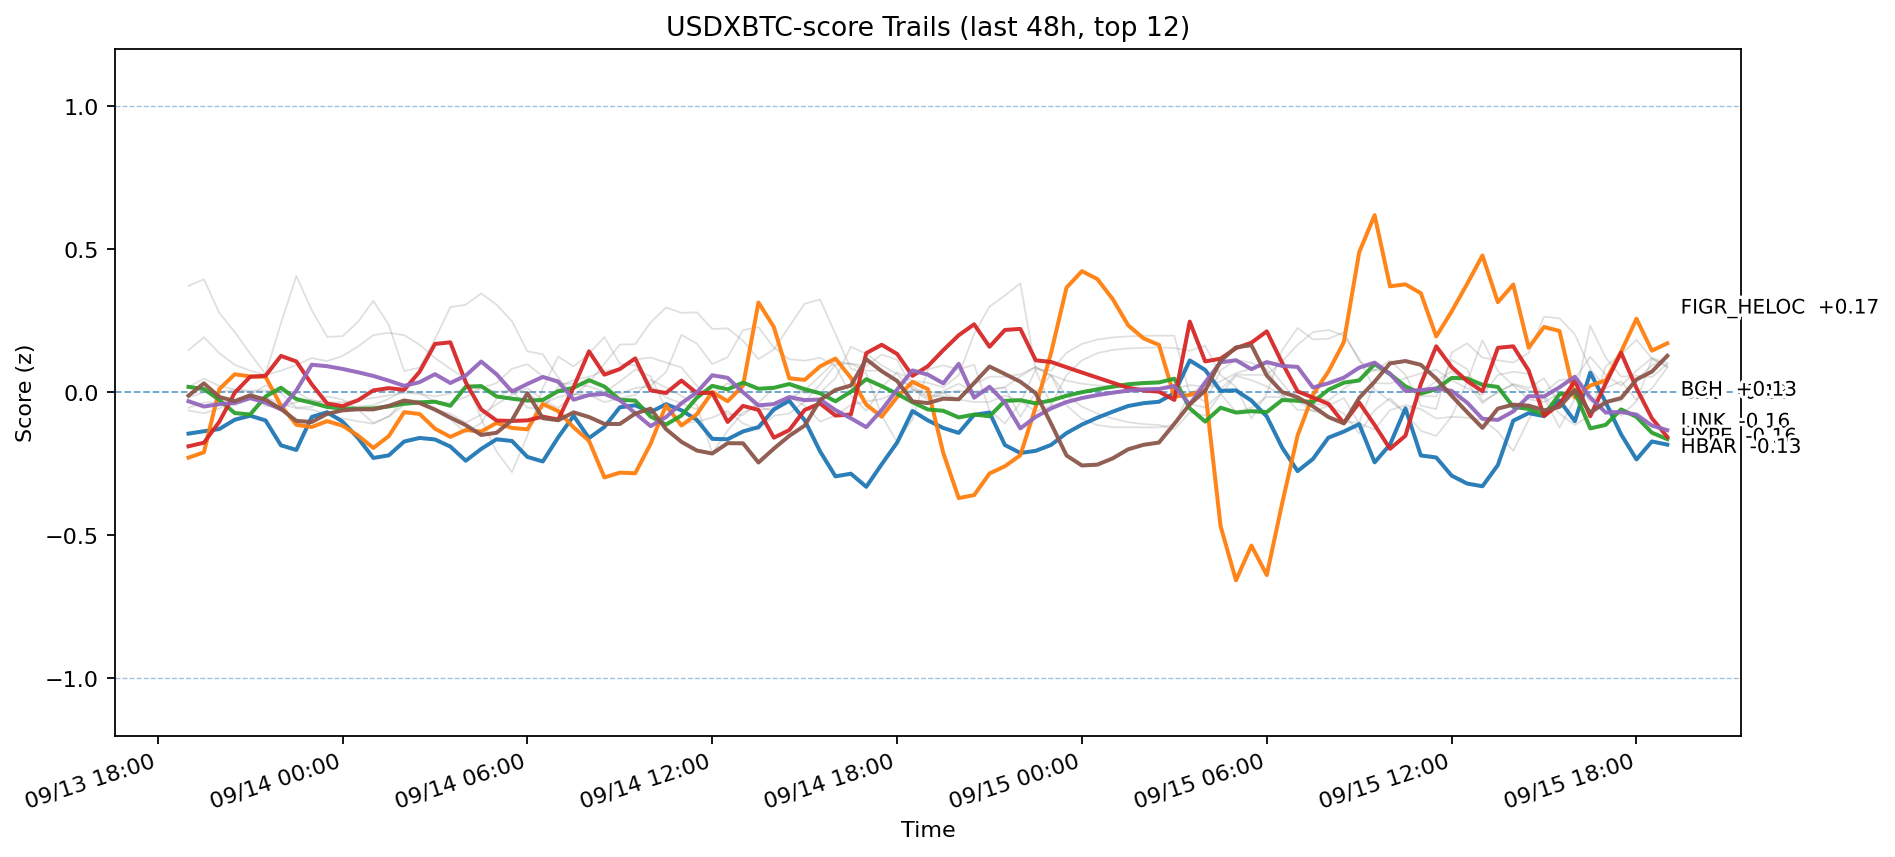 USDXBTC-score Trails (last 48h, top 12)
Score (z)
1.0
0.5
0.0
−0.5
−1.0
FIGR_HELOC +0.17
BCH +0.13
LINK -0.16
HYPE -0.16
HBAR -0.13
09/13 18:00
09/14 00:00
09/14 06:00
09/14 12:00
09/14 18:00
09/15 00:00
09/15 06:00
09/15 12:00
09/15 18:00
Time